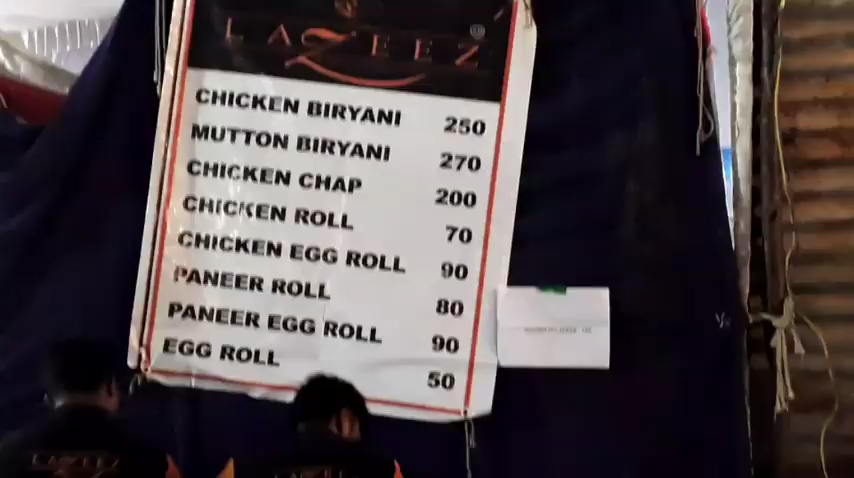 LAZEEZ
CHICKEN BIRYANI 250
MUTTON BIRYANI 270
CHICKEN CHAP 200
CHICKEN ROLL 70
CHICKEN EGG ROLL 90
PANEER ROLL 80
PANEER EGG ROLL 90
EGG ROLL 50
LAZEEZ